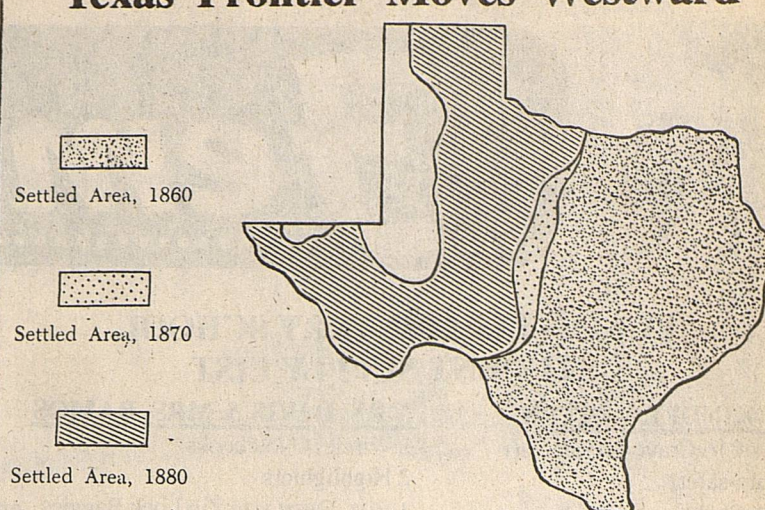 Texas Frontier Moves Westward
Settled Area, 1860
Settled Area, 1870
Settled Area, 1880